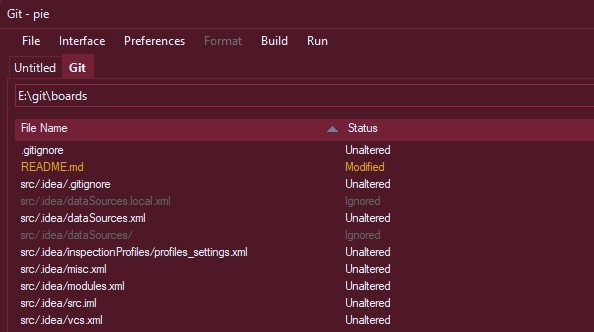 Git - pie
File Interface Preferences Format Build Run
Untitled Git
E:\git\boards
File Name Status
.gitignore Unaltered
README.md Modified
src/.idea/.gitignore Unaltered
src/.idea/dataSources.local.xml Ignored
src/.idea/dataSources.xml Unaltered
src/.idea/dataSources/ Ignored
src/.idea/inspectionProfiles/profiles_settings.xml Unaltered
src/.idea/misc.xml Unaltered
src/.idea/modules.xml Unaltered
src/.idea/src.iml Unaltered
src/.idea/vcs.xml Unaltered